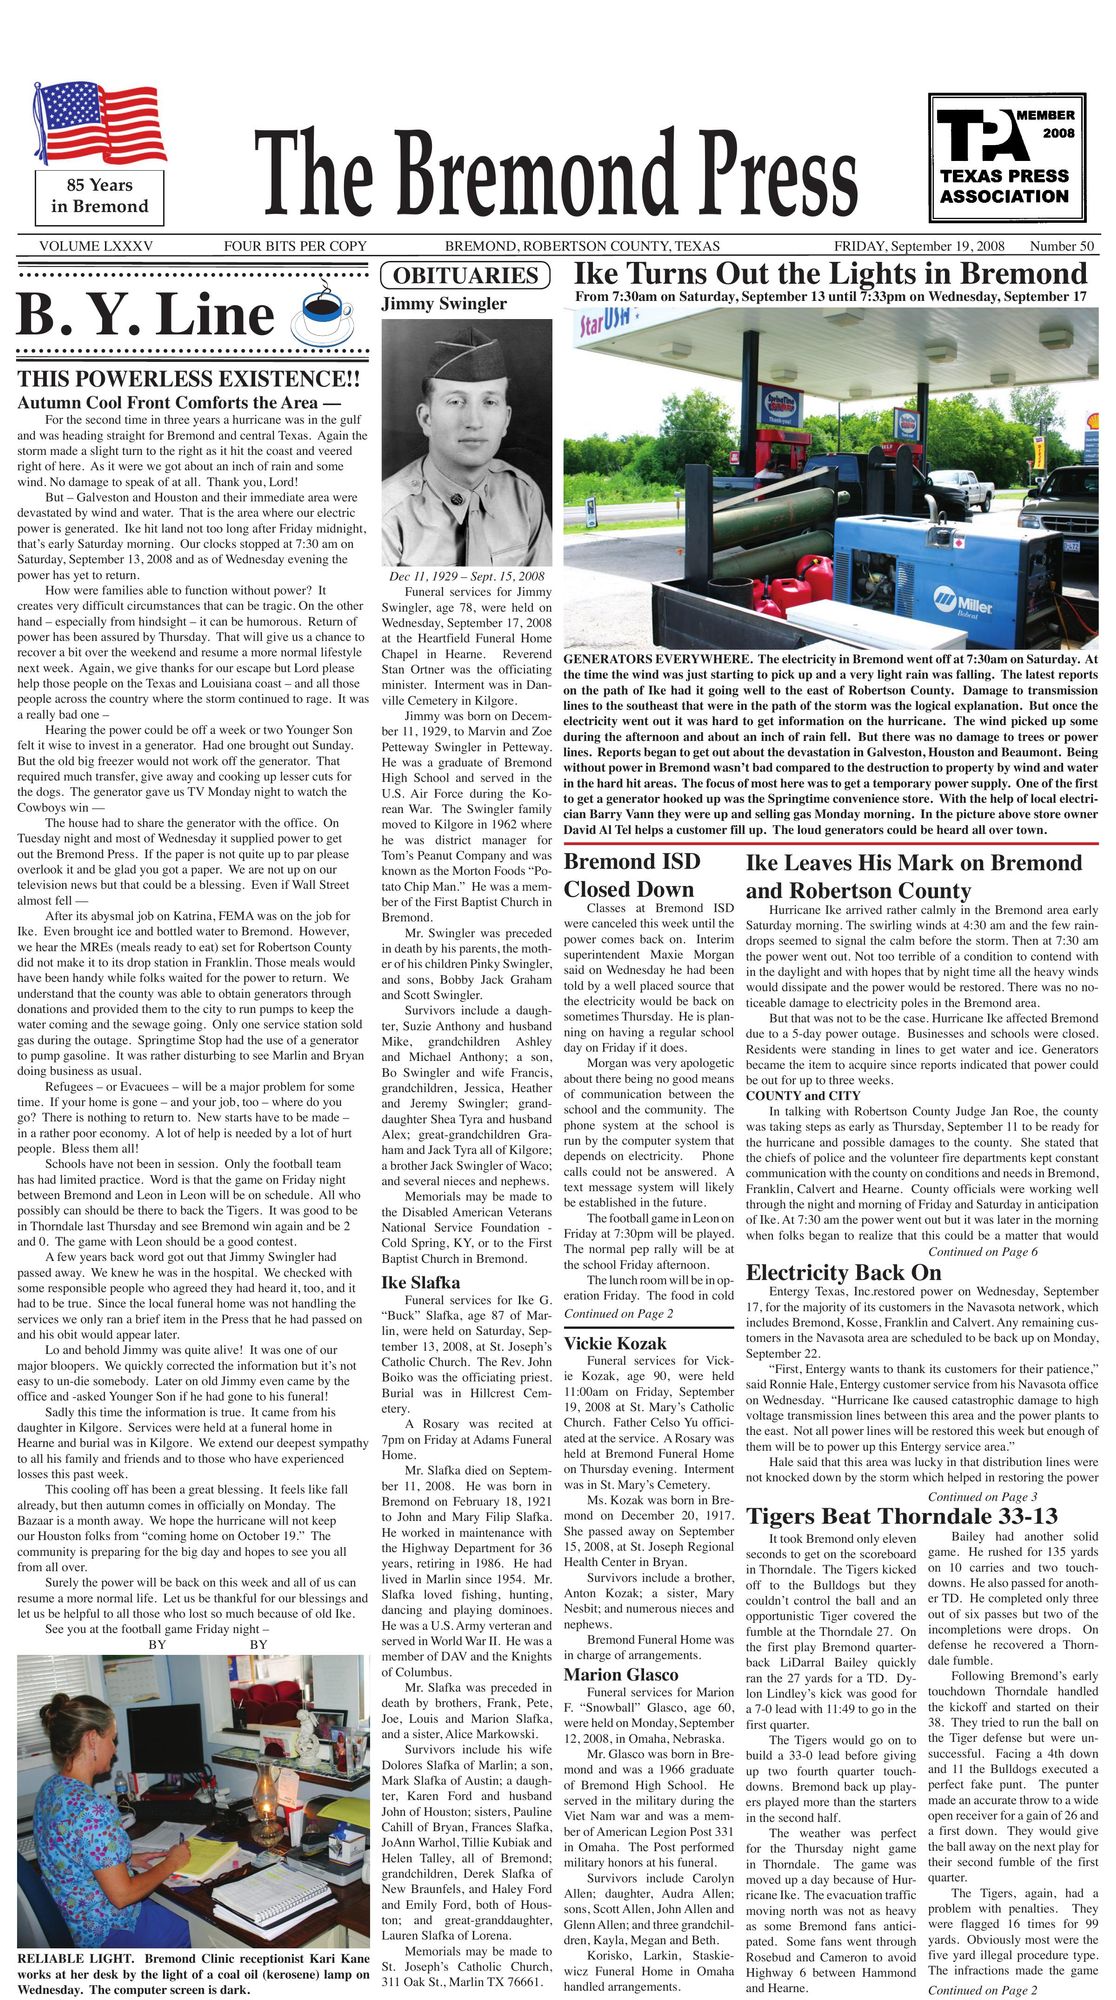 85 Years
in Bremond
The Bremond Press
TPA MEMBER
2008
TEXAS PRESS
ASSOCIATION
VOLUME LXXXV FOUR BITS PER COPY BREMOND, ROBERTSON COUNTY, TEXAS FRIDAY, September 19, 2008 Number 50
B. Y. Line
THIS POWERLESS EXISTENCE!!
Autumn Cool Front Comforts the Area —
For the second time in three years a hurricane was in the gulf
and was heading straight for Bremond and central Texas. Again the
storm made a slight turn to the right as it hit the coast and veered
right of here. As it were we got about an inch of rain and some
wind. No damage to speak of at all. Thank you, Lord!
But – Galveston and Houston and their immediate area were
devastated by wind and water. That is the area where our electric
power is generated. Ike hit land not too long after Friday midnight,
that's early Saturday morning. Our clocks stopped at 7:30 am on
Saturday, September 13, 2008 and as of Wednesday evening the
power has yet to return.
How were families able to function without power? It
creates very difficult circumstances that can be tragic. On the other
hand – especially from hindsight – it can be humorous. Return of
power has been assured by Thursday. That will give us a chance to
recover a bit over the weekend and resume a more normal lifestyle
next week. Again, we give thanks for our escape but Lord please
help those people on the Texas and Louisiana coast – and all those
people across the country where the storm continued to rage. It was
a really bad one –
Hearing the power could be off a week or two Younger Son
felt it wise to invest in a generator. Had one brought out Sunday.
But the old big freezer would not work off the generator. That
required much transfer, give away and cooking up lesser cuts for
the dogs. The generator gave us TV Monday night to watch the
Cowboys win —
The house had to share the generator with the office. On
Tuesday night and most of Wednesday it supplied power to get
out the Bremond Press. If the paper is not quite up to par please
overlook it and be glad you got a paper. We are not up on our
television news but that could be a blessing. Even if Wall Street
almost fell —
After its abysmal job on Katrina, FEMA was on the job for
Ike. Even brought ice and bottled water to Bremond. However,
we hear the MREs (meals ready to eat) set for Robertson County
did not make it to its drop station in Franklin. Those meals would
have been handy while folks waited for the power to return. We
understand that the county was able to obtain generators through
donations and provided them to the city to run pumps to keep the
water coming and the sewage going. Only one service station sold
gas during the outage. Springtime Stop had the use of a generator
to pump gasoline. It was rather disturbing to see Marlin and Bryan
doing business as usual.
Refugees – or Evacuees – will be a major problem for some
time. If your home is gone – and your job, too – where do you
go? There is nothing to return to. New starts have to be made –
in a rather poor economy. A lot of help is needed by a lot of hurt
people. Bless them all!
Schools have not been in session. Only the football team
has had limited practice. Word is that the game on Friday night
between Bremond and Leon in Leon will be on schedule. All who
possibly can should be there to back the Tigers. It was good to be
in Thorndale last Thursday and see Bremond win again and be 2
and 0. The game with Leon should be a good contest.
A few years back word got out that Jimmy Swingler had
passed away. We knew he was in the hospital. We checked with
some responsible people who agreed they had heard it, too, and it
had to be true. Since the local funeral home was not handling the
services we only ran a brief item in the Press that he had passed on
and his obit would appear later.
Lo and behold Jimmy was quite alive! It was one of our
major bloopers. We quickly corrected the information but it's not
easy to un-die somebody. Later on old Jimmy even came by the
office and -asked Younger Son if he had gone to his funeral!
Sadly this time the information is true. It came from his
daughter in Kilgore. Services were held at a funeral home in
Hearne and burial was in Kilgore. We extend our deepest sympathy
to all his family and friends and to those who have experienced
losses this past week.
This cooling off has been a great blessing. It feels like fall
already, but then autumn comes in officially on Monday. The
Bazaar is a month away. We hope the hurricane will not keep
our Houston folks from “coming home on October 19.” The
community is preparing for the big day and hopes to see you all
from all over.
Surely the power will be back on this week and all of us can
resume a more normal life. Let us be thankful for our blessings and
let us be helpful to all those who lost so much because of old Ike.
See you at the football game Friday night –
BY BY
RELIABLE LIGHT. Bremond Clinic receptionist Kari Kane
works at her desk by the light of a coal oil (kerosene) lamp on
Wednesday. The computer screen is dark.
OBITUARIES
Jimmy Swingler
Dec 11, 1929 – Sept. 15, 2008
Funeral services for Jimmy
Swingler, age 78, were held on
Wednesday, September 17, 2008
at the Heartfield Funeral Home
Chapel in Hearne. Reverend
Stan Ortner was the officiating
minister. Interment was in Dan-
ville Cemetery in Kilgore.
Jimmy was born on Decem-
ber 11, 1929, to Marvin and Zoe
Petteway Swingler in Petteway.
He was a graduate of Bremond
High School and served in the
U.S. Air Force during the Ko-
rean War. The Swingler family
moved to Kilgore in 1962 where
he was district manager for
Tom's Peanut Company and was
known as the Morton Foods “Po-
tato Chip Man.” He was a mem-
ber of the First Baptist Church in
Bremond.
Mr. Swingler was preceded
in death by his parents, the moth-
er of his children Pinky Swingler,
and sons, Bobby Jack Graham
and Scott Swingler.
Survivors include a daugh-
ter, Suzie Anthony and husband
Mike, grandchildren Ashley
and Michael Anthony; a son,
Bo Swingler and wife Francis,
grandchildren, Jessica, Heather
and Jeremy Swingler; grand-
daughter Shea Tyra and husband
Alex; great-grandchildren Gra-
ham and Jack Tyra all of Kilgore;
a brother Jack Swingler of Waco;
and several nieces and nephews.
Memorials may be made to
the Disabled American Veterans
National Service Foundation -
Cold Spring, KY, or to the First
Baptist Church in Bremond.
Ike Slafka
Funeral services for Ike G.
“Buck” Slafka, age 87 of Mar-
lin, were held on Saturday, Sep-
tember 13, 2008, at St. Joseph's
Catholic Church. The Rev. John
Boiko was the officiating priest.
Burial was in Hillcrest Cem-
etery.
A Rosary was recited at
7pm on Friday at Adams Funeral
Home.
Mr. Slafka died on Septem-
ber 11, 2008. He was born in
Bremond on February 18, 1921
to John and Mary Filip Slafka.
He worked in maintenance with
the Highway Department for 36
years, retiring in 1986. He had
lived in Marlin since 1954. Mr.
Slafka loved fishing, hunting,
dancing and playing dominoes.
He was a U.S. Army verteran and
served in World War II. He was a
member of DAV and the Knights
of Columbus.
Mr. Slafka was preceded in
death by brothers, Frank, Pete,
Joe, Louis and Marion Slafka,
and a sister, Alice Markowski.
Survivors include his wife
Dolores Slafka of Marlin; a son,
Mark Slafka of Austin; a daugh-
ter, Karen Ford and husband
John of Houston; sisters, Pauline
Cahill of Bryan, Frances Slafka,
JoAnn Warhol, Tillie Kubiak and
Helen Talley, all of Bremond;
grandchildren, Derek Slafka of
New Braunfels, and Haley Ford
and Emily Ford, both of Hous-
ton; and great-granddaughter,
Lauren Slafka of Lorena.
Memorials may be made to
St. Joseph's Catholic Church,
311 Oak St., Marlin TX 76661.
Ike Turns Out the Lights in Bremond
From 7:30am on Saturday, September 13 until 7:33pm on Wednesday, September 17
StarUSA
SpringTime
Miller
Bobcat
GENERATORS EVERYWHERE. The electricity in Bremond went off at 7:30am on Saturday. At
the time the wind was just starting to pick up and a very light rain was falling. The latest reports
on the path of Ike had it going well to the east of Robertson County. Damage to transmission
lines to the southeast that were in the path of the storm was the logical explanation. But once the
electricity went out it was hard to get information on the hurricane. The wind picked up some
during the afternoon and about an inch of rain fell. But there was no damage to trees or power
lines. Reports began to get out about the devastation in Galveston, Houston and Beaumont. Being
without power in Bremond wasn't bad compared to the destruction to property by wind and water
in the hard hit areas. The focus of most here was to get a temporary power supply. One of the first
to get a generator hooked up was the Springtime convenience store. With the help of local electri-
cian Barry Vann they were up and selling gas Monday morning. In the picture above store owner
David Al Tel helps a customer fill up. The loud generators could be heard all over town.
Bremond ISD
Closed Down
Classes at Bremond ISD
were canceled this week until the
power comes back on. Interim
superintendent Maxie Morgan
said on Wednesday he had been
told by a well placed source that
the electricity would be back on
sometimes Thursday. He is plan-
ning on having a regular school
day on Friday if it does.
Morgan was very apologetic
about there being no good means
of communication between the
school and the community. The
phone system at the school is
run by the computer system that
depends on electricity. Phone
calls could not be answered. A
text message system will likely
be established in the future.
The football game in Leon on
Friday at 7:30pm will be played.
The normal pep rally will be at
the school Friday afternoon.
The lunch room will be in op-
eration Friday. The food in cold
Continued on Page 2
Vickie Kozak
Funeral services for Vick-
ie Kozak, age 90, were held
11:00am on Friday, September
19, 2008 at St. Mary's Catholic
Church. Father Celso Yu offici-
ated at the service. A Rosary was
held at Bremond Funeral Home
on Thursday evening. Interment
was in St. Mary's Cemetery.
Ms. Kozak was born in Bre-
mond on December 20, 1917.
She passed away on September
15, 2008, at St. Joseph Regional
Health Center in Bryan.
Survivors include a brother,
Anton Kozak; a sister, Mary
Nesbit; and numerous nieces and
nephews.
Bremond Funeral Home was
in charge of arrangements.
Marion Glasco
Funeral services for Marion
F. “Snowball” Glasco, age 60,
were held on Monday, September
12, 2008, in Omaha, Nebraska.
Mr. Glasco was born in Bre-
mond and was a 1966 graduate
of Bremond High School. He
served in the military during the
Viet Nam war and was a mem-
ber of American Legion Post 331
in Omaha. The Post performed
military honors at his funeral.
Survivors include Carolyn
Allen; daughter, Audra Allen;
sons, Scott Allen, John Allen and
Glenn Allen; and three grandchil-
dren, Kayla, Megan and Beth.
Korisko, Larkin, Staskie-
wicz Funeral Home in Omaha
handled arrangements.
Ike Leaves His Mark on Bremond
and Robertson County
Hurricane Ike arrived rather calmly in the Bremond area early
Saturday morning. The swirling winds at 4:30 am and the few rain-
drops seemed to signal the calm before the storm. Then at 7:30 am
the power went out. Not too terrible of a condition to contend with
in the daylight and with hopes that by night time all the heavy winds
would dissipate and the power would be restored. There was no no-
ticeable damage to electricity poles in the Bremond area.
But that was not to be the case. Hurricane Ike affected Bremond
due to a 5-day power outage. Businesses and schools were closed.
Residents were standing in lines to get water and ice. Generators
became the item to acquire since reports indicated that power could
be out for up to three weeks.
COUNTY and CITY
In talking with Robertson County Judge Jan Roe, the county
was taking steps as early as Thursday, September 11 to be ready for
the hurricane and possible damages to the county. She stated that
the chiefs of police and the volunteer fire departments kept constant
communication with the county on conditions and needs in Bremond,
Franklin, Calvert and Hearne. County officials were working well
through the night and morning of Friday and Saturday in anticipation
of Ike. At 7:30 am the power went out but it was later in the morning
when folks began to realize that this could be a matter that would
Continued on Page 6
Electricity Back On
Entergy Texas, Inc.restored power on Wednesday, September
17, for the majority of its customers in the Navasota network, which
includes Bremond, Kosse, Franklin and Calvert. Any remaining cus-
tomers in the Navasota area are scheduled to be back up on Monday,
September 22.
“First, Entergy wants to thank its customers for their patience,”
said Ronnie Hale, Entergy customer service from his Navasota office
on Wednesday. “Hurricane Ike caused catastrophic damage to high
voltage transmission lines between this area and the power plants to
the east. Not all power lines will be restored this week but enough of
them will be to power up this Entergy service area.”
Hale said that this area was lucky in that distribution lines were
not knocked down by the storm which helped in restoring the power
Continued on Page 3
Tigers Beat Thorndale 33-13
It took Bremond only eleven
seconds to get on the scoreboard
in Thorndale. The Tigers kicked
off to the Bulldogs but they
couldn't control the ball and an
opportunistic Tiger covered the
fumble at the Thorndale 27. On
the first play Bremond quarter-
back LiDarral Bailey quickly
ran the 27 yards for a TD. Dy-
lon Lindley's kick was good for
a 7-0 lead with 11:49 to go in the
first quarter.
The Tigers would go on to
build a 33-0 lead before giving
up two fourth quarter touch-
downs. Bremond back up play-
ers played more than the starters
in the second half.
The weather was perfect
for the Thursday night game
in Thorndale. The game was
moved up a day because of Hur-
ricane Ike. The evacuation traffic
moving north was not as heavy
as some Bremond fans antici-
pated. Some fans went through
Rosebud and Cameron to avoid
Highway 6 between Hammond
and Hearne.
Bailey had another solid
game. He rushed for 135 yards
on 10 carries and two touch-
downs. He also passed for anoth-
er TD. He completed only three
out of six passes but two of the
incompletions were drops. On
defense he recovered a Thorn-
dale fumble.
Following Bremond's early
touchdown Thorndale handled
the kickoff and started on their
38. They tried to run the ball on
the Tiger defense but were un-
successful. Facing a 4th down
and 11 the Bulldogs executed a
perfect fake punt. The punter
made an accurate throw to a wide
open receiver for a gain of 26 and
a first down. They would give
the ball away on the next play for
their second fumble of the first
quarter.
The Tigers, again, had a
problem with penalties. They
were flagged 16 times for 99
yards. Obviously most were the
five yard illegal procedure type.
The infractions made the game
Continued on Page 2